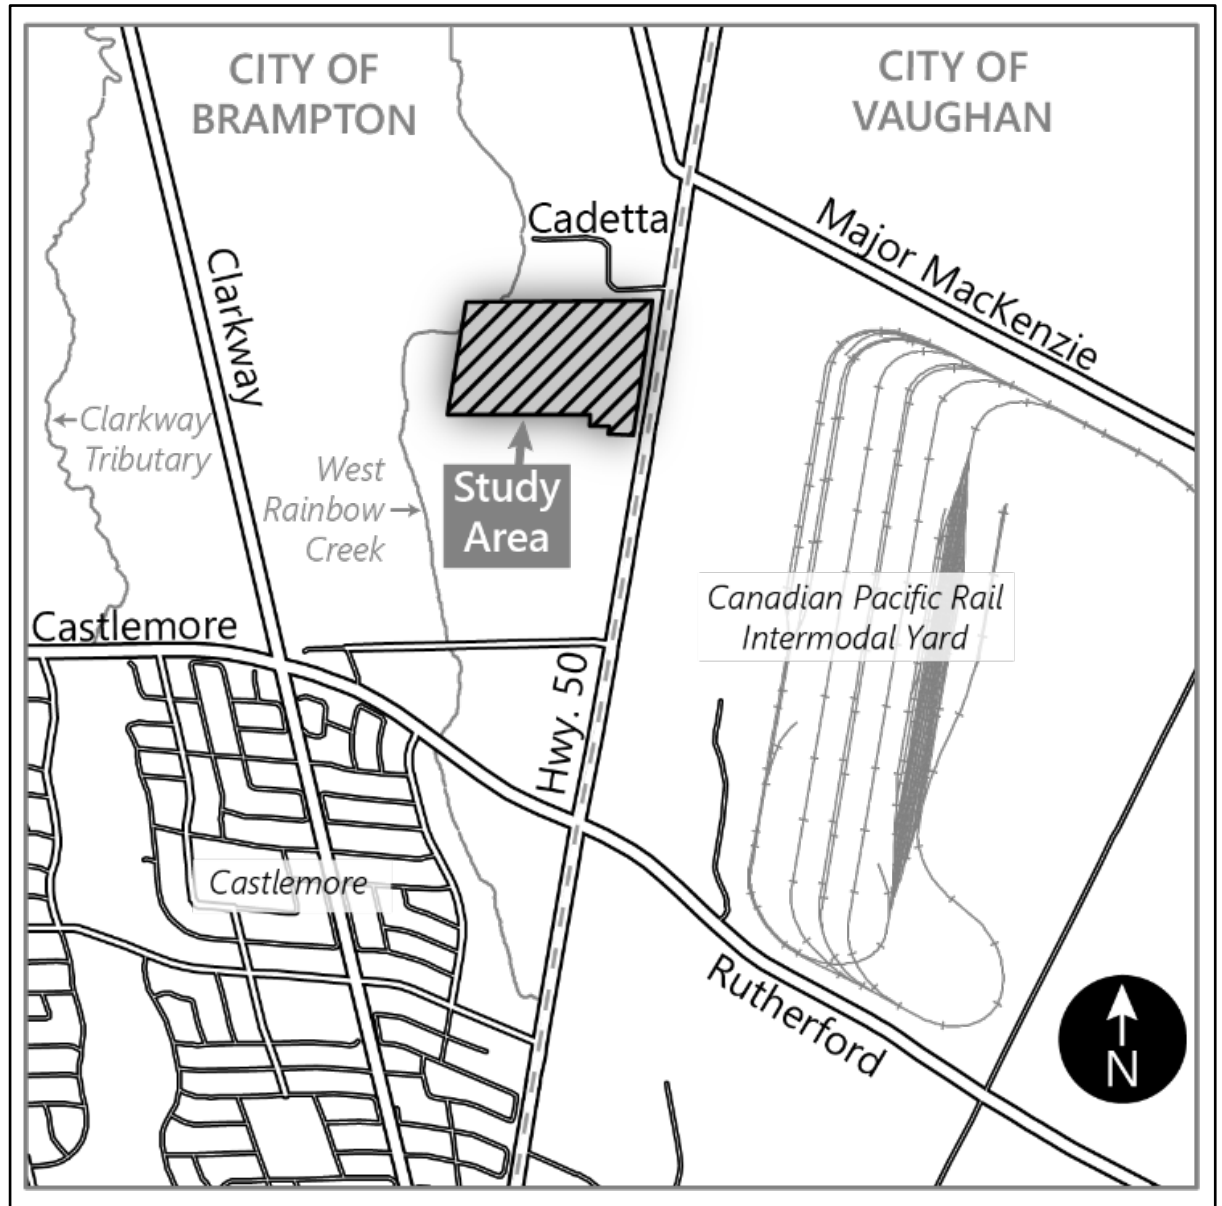 CITY OF
BRAMPTON
CITY OF
VAUGHAN
Cadetta
Major MacKenzie
Clarkway
Clarkway
Tributary
West
Rainbow
Creek
Study
Area
Canadian Pacific Rail
Intermodal Yard
Castlemore
Hwy. 50
Castlemore
Rutherford
N